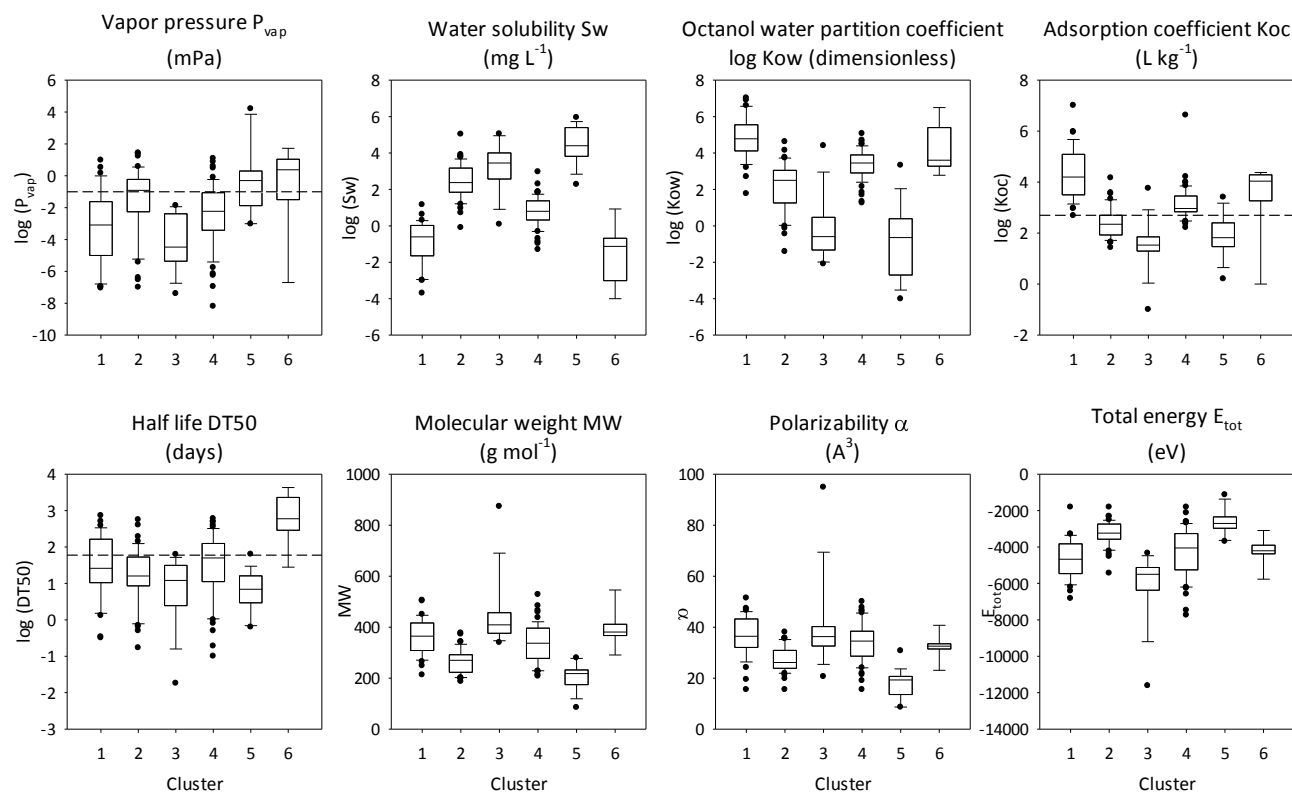 Vapor pressure Pvap
(mPa)
Water solubility Sw
(mg L-1)
Octanol water partition coefficient
log Kow (dimensionless)
Adsorption coefficient Koc
(L kg-1)
log (Pvap)
6
4
2
0
-2
-4
-6
-8
-10
1 2 3 4 5 6
log (Sw)
8
6
4
2
0
-2
-4
-6
1 2 3 4 5 6
log (Kow)
8
6
4
2
0
-2
-4
-6
1 2 3 4 5 6
log (Koc)
8
6
4
2
0
-2
1 2 3 4 5 6
Half life DT50
(days)
Molecular weight MW
(g mol-1)
Polarizability α
(A3)
Total energy Etot
(eV)
log (DT50)
4
3
2
1
0
-1
-2
-3
1 2 3 4 5 6
Cluster
MW
1000
800
600
400
200
0
1 2 3 4 5 6
Cluster
α
100
80
60
40
20
0
1 2 3 4 5 6
Cluster
Etot
0
-2000
-4000
-6000
-8000
-10000
-12000
-14000
1 2 3 4 5 6
Cluster